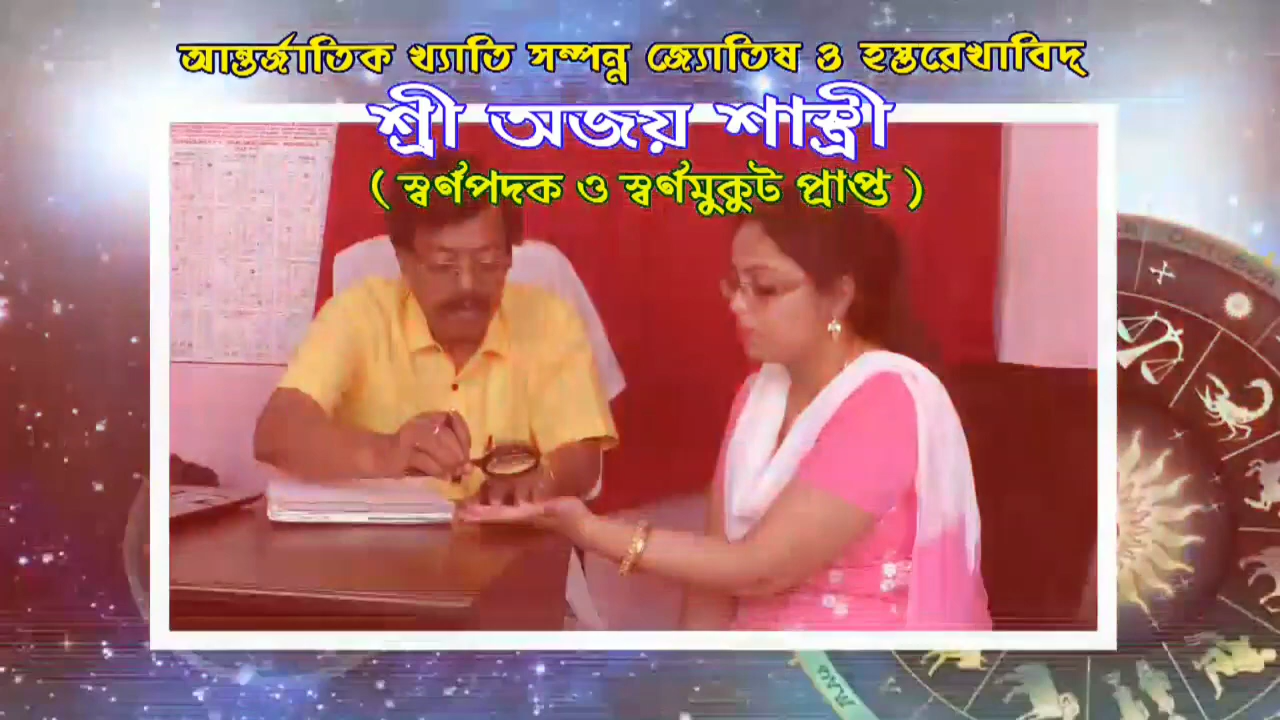 আন্তর্জাতিক খ্যাতি সম্পন্ন জ্যোতিষ ও হস্তরেখাবিদ্
শ্রী অজয় শাস্ত্রী
( স্বর্ণপদক ও স্বর্ণমুকুট প্রাপ্ত )